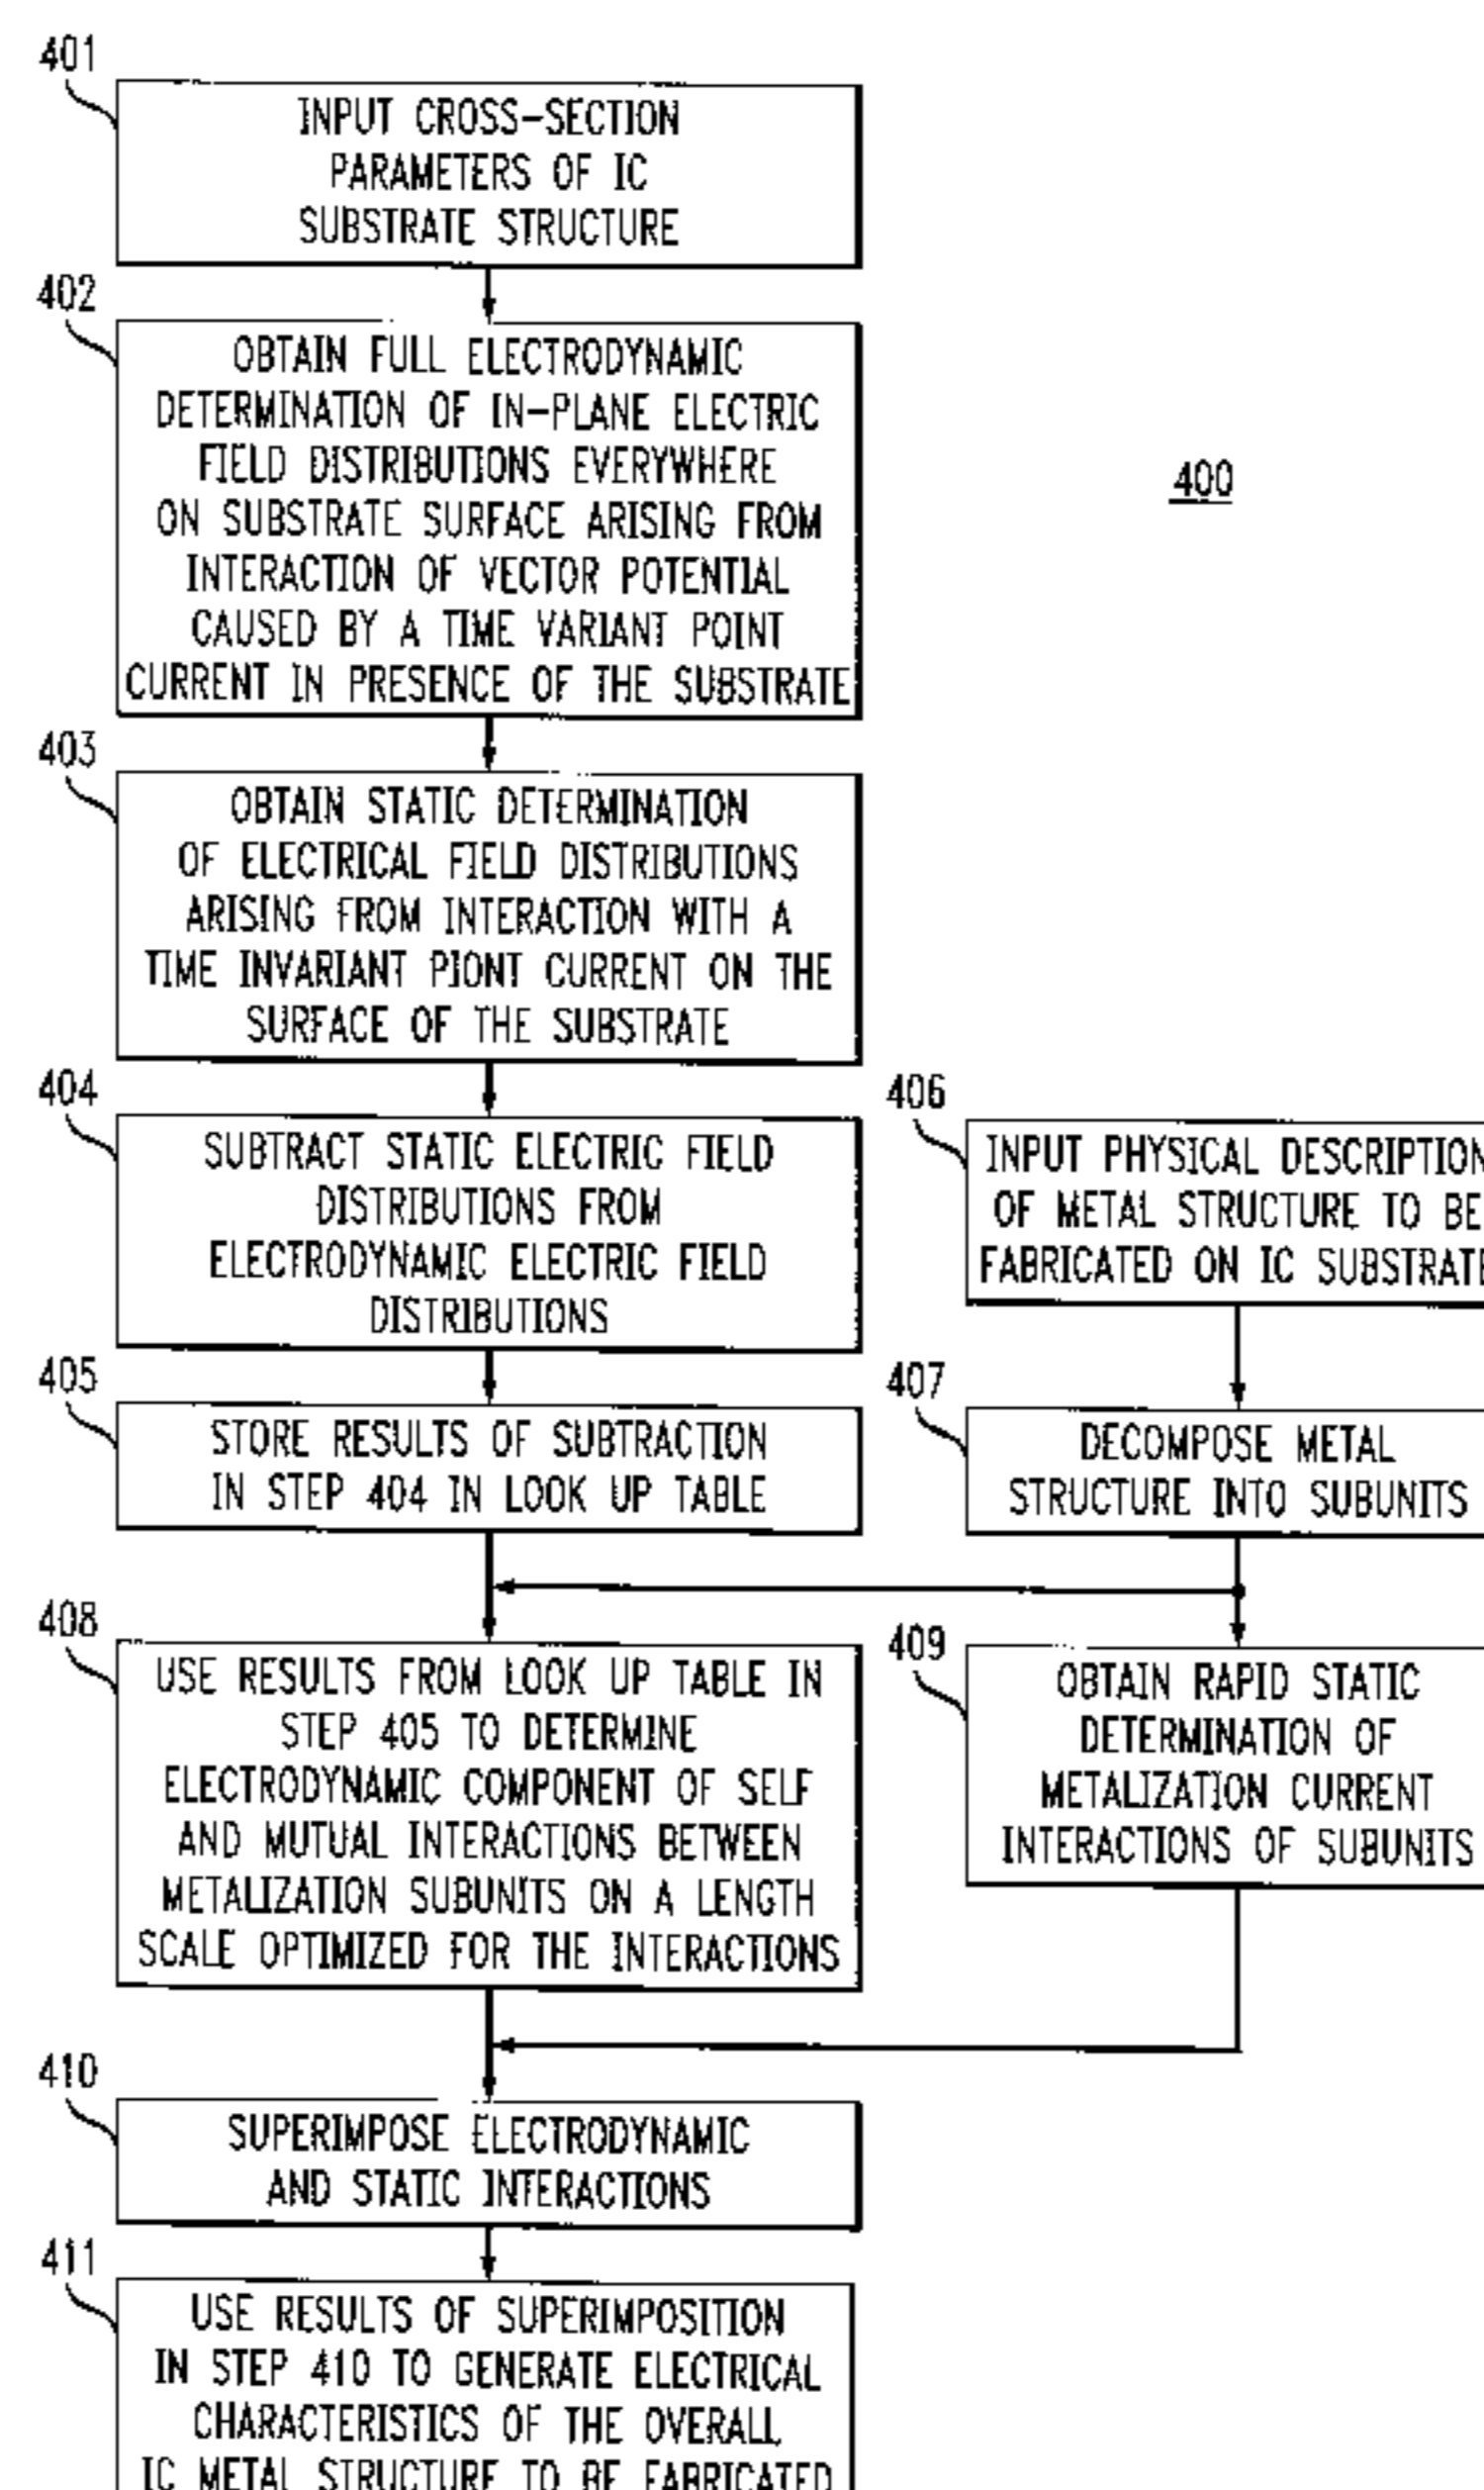 401
INPUT CROSS-SECTION
PARAMETERS OF IC
SUBSTRATE STRUCTURE
402
OBTAIN FULL ELECTRODYNAMIC
DETERMINATION OF IN-PLANE ELECTRIC
FIELD DISTRIBUTIONS EVERYWHERE
ON SUBSTRATE SURFACE ARISING FROM
INTERACTION OF VECTOR POTENTIAL
CAUSED BY A TIME VARIANT POINT
CURRENT IN PRESENCE OF THE SUBSTRATE
400
403
OBTAIN STATIC DETERMINATION
OF ELECTRICAL FIELD DISTRIBUTIONS
ARISING FROM INTERACTION WITH A
TIME INVARIANT PIONT CURRENT ON THE
SURFACE OF THE SUBSTRATE
404
SUBTRACT STATIC ELECTRIC FIELD
DISTRIBUTIONS FROM
ELECTRODYNAMIC ELECTRIC FIELD
DISTRIBUTIONS
406
INPUT PHYSICAL DESCRIPTION
OF METAL STRUCTURE TO BE
FABRICATED ON IC SUBSTRATE
405
STORE RESULTS OF SUBTRACTION
IN STEP 404 IN LOOK UP TABLE
407
DECOMPOSE METAL
STRUCTURE INTO SUBUNITS
408
USE RESULTS FROM LOOK UP TABLE IN
STEP 405 TO DETERMINE
ELECTRODYNAMIC COMPONENT OF SELF
AND MUTUAL INTERACTIONS BETWEEN
METALIZATION SUBUNITS ON A LENGTH
SCALE OPTIMIZED FOR THE INTERACTIONS
409
OBTAIN RAPID STATIC
DETERMINATION OF
METALIZATION CURRENT
INTERACTIONS OF SUBUNITS
410
SUPERIMPOSE ELECTRODYNAMIC
AND STATIC INTERACTIONS
411
USE RESULTS OF SUPERIMPOSITION
IN STEP 410 TO GENERATE ELECTRICAL
CHARACTERISTICS OF THE OVERALL
IC METAL STRUCTURE TO BE FABRICATED